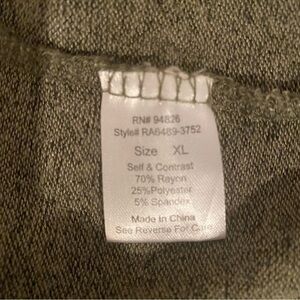 RN# 94826
Style# RA6489-3752
Size XL
Self & Contrast
70% Rayon
25%Polyester
5% Spandex
Made in China
See Reverse For Care